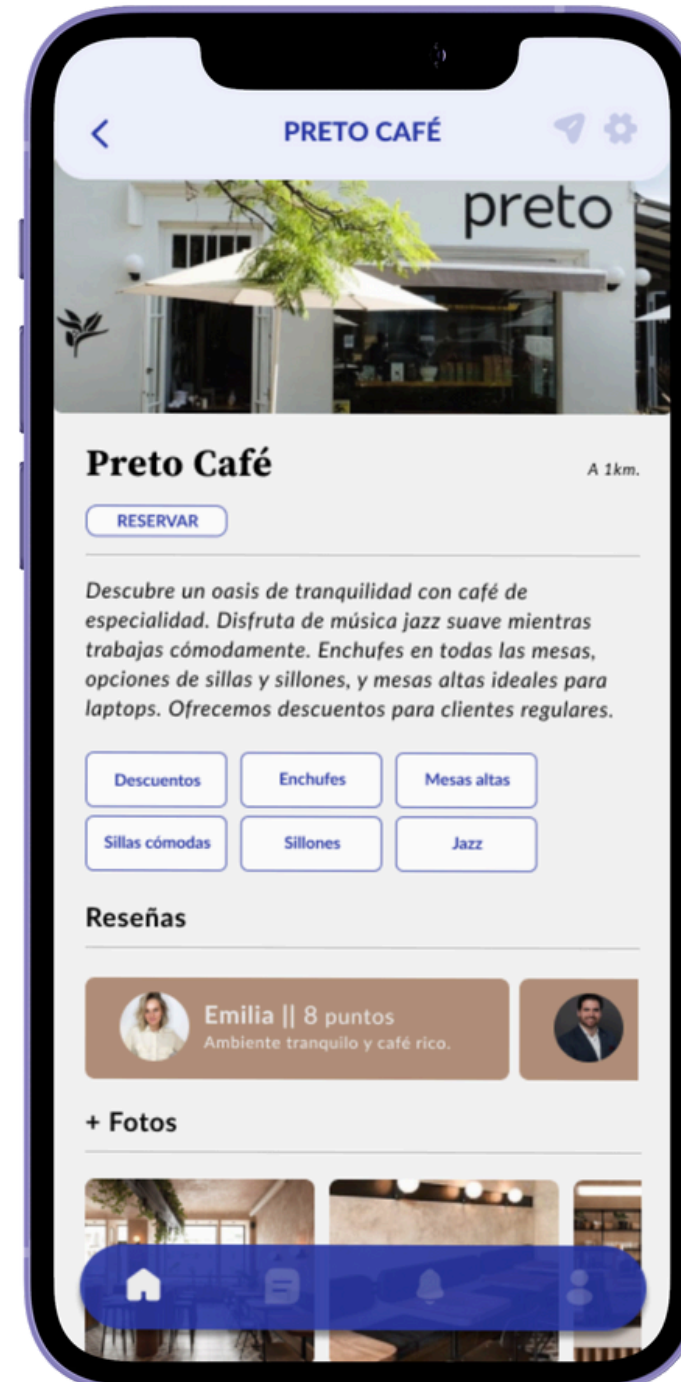 PRETO CAFÉ
preto
Preto Café
A 1km.
RESERVAR
Descubre un oasis de tranquilidad con café de
especialidad. Disfruta de música jazz suave mientras
trabajas cómodamente. Enchufes en todas las mesas,
opciones de sillas y sillones, y mesas altas ideales para
laptops. Ofrecemos descuentos para clientes regulares.
Descuentos
Enchufes
Mesas altas
Sillas cómodas
Sillones
Jazz
Reseñas
Emilia || 8 puntos
Ambiente tranquilo y café rico.
+ Fotos